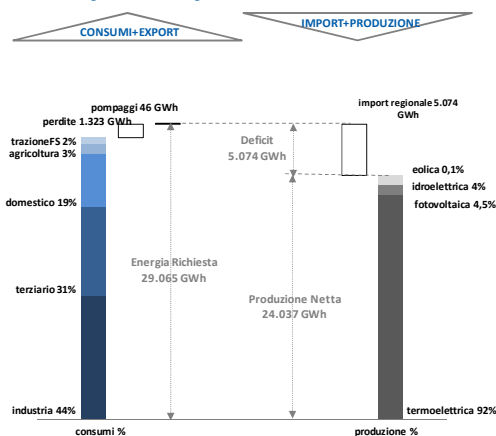 CONSUMI+EXPORT
IMPORT+PRODUZIONE
pompaggi 46 GWh
perdite 1.323 GWh
import regionale 5.074
GWh
trazioneFS 2%
agricoltura 3%
Deficit
5.074 GWh
eolica 0,1%
idroelettrica 4%
fotovoltaica 4,5%
domestico 19%
Energia Richiesta
29.065 GWh
terziario 31%
Produzione Netta
24.037 GWh
industria 44%
termoelettrica 92%
consumi %
produzione %